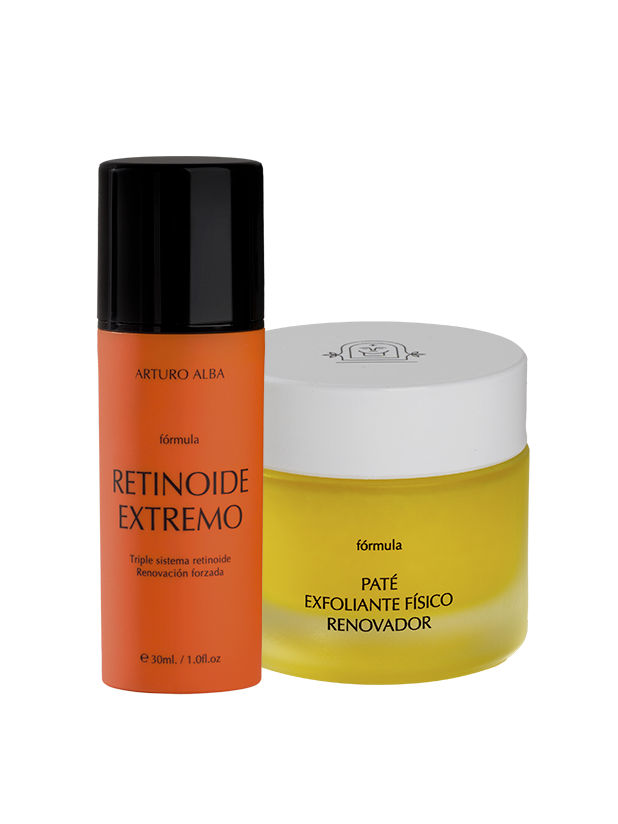 ARTURO ALBA
fórmula
RETINOIDE
EXTREMO
Triple sistema retinoide
Renovación forzada
℮ 30ml. / 1.0fl.oz
fórmula
PATÉ
EXFOLIANTE FÍSICO
RENOVADOR